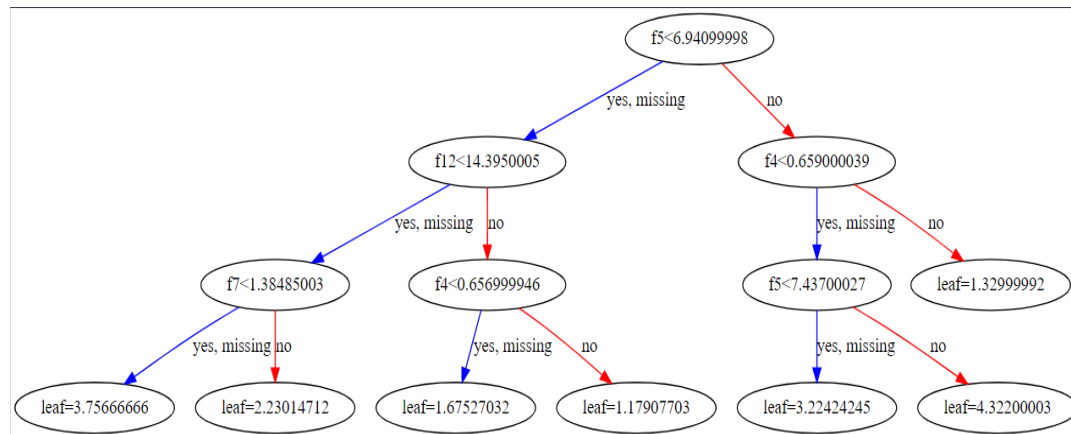 f5<6.94099998
yes, missing
no
f12<14.3950005
f4<0.659000039
yes, missing
no
yes, missing
no
f7<1.38485003
f4<0.656999946
f5<7.43700027
leaf=1.32999992
yes, missing
no
yes, missing
no
yes, missing
no
leaf=3.75666666
leaf=2.23014712
leaf=1.67527032
leaf=1.17907703
leaf=3.22424245
leaf=4.32200003